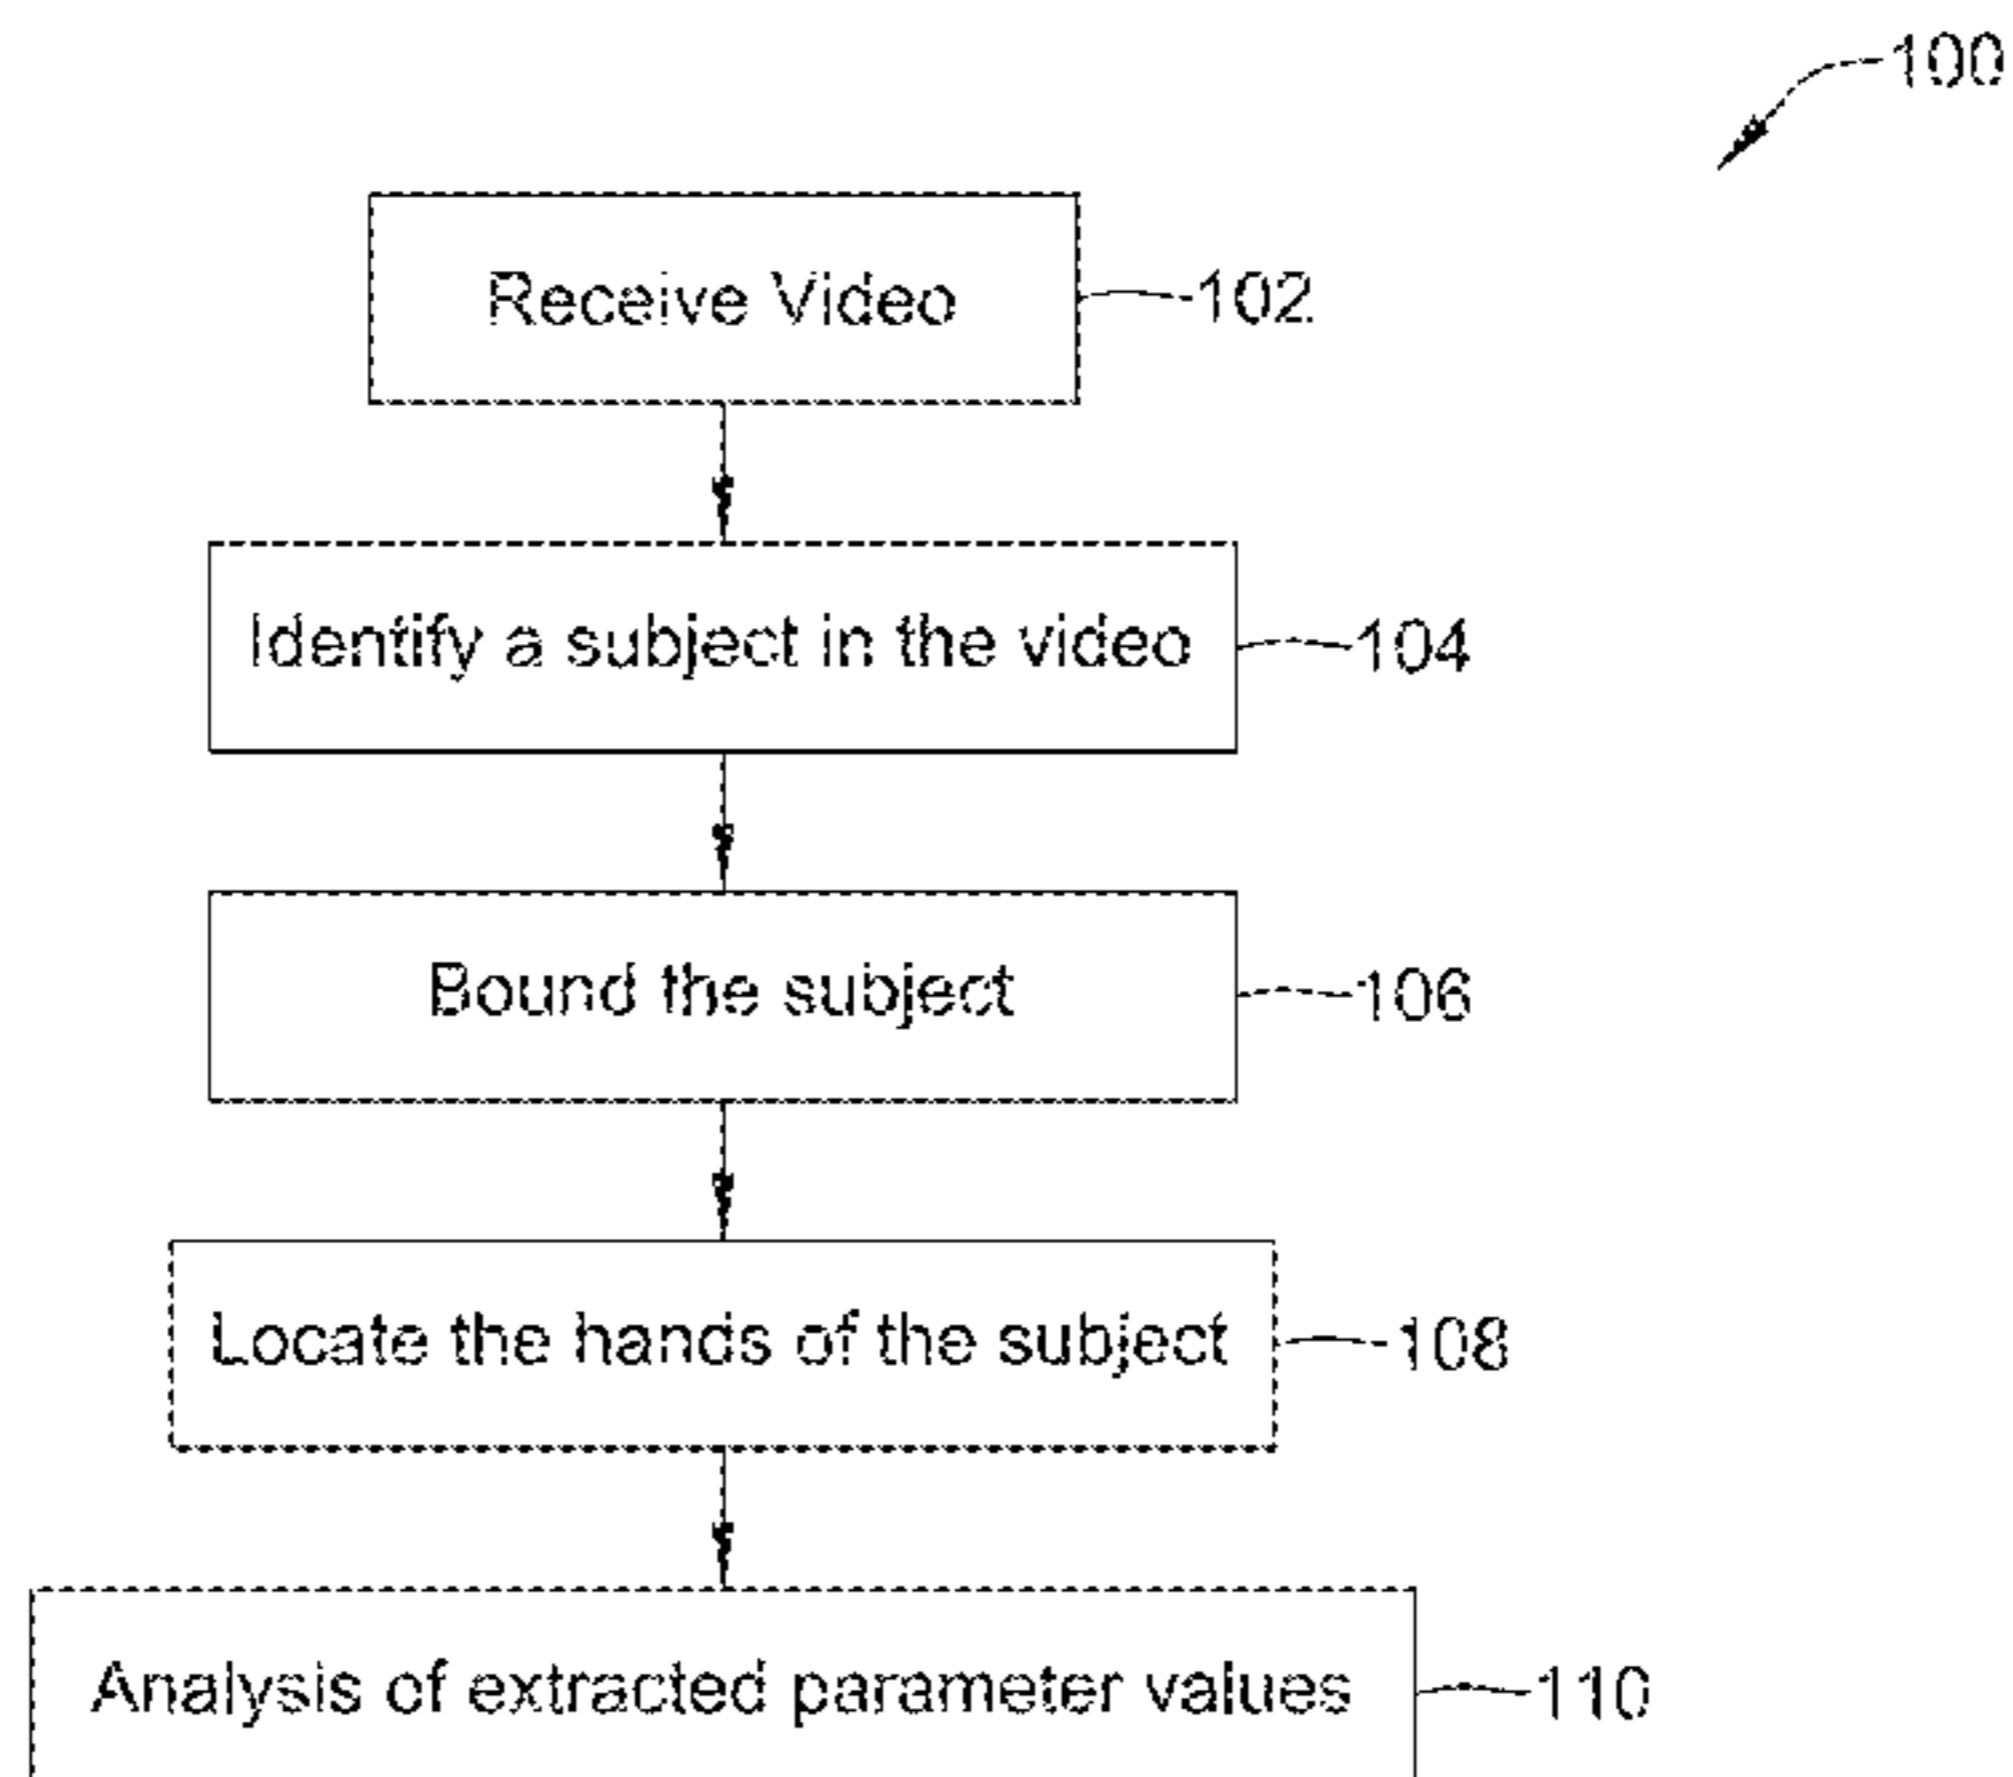 100
Receive Video
102
Identify a subject in the video
104
Bound the subject
106
Locate the hands of the subject
108
Analysis of extracted parameter values
110